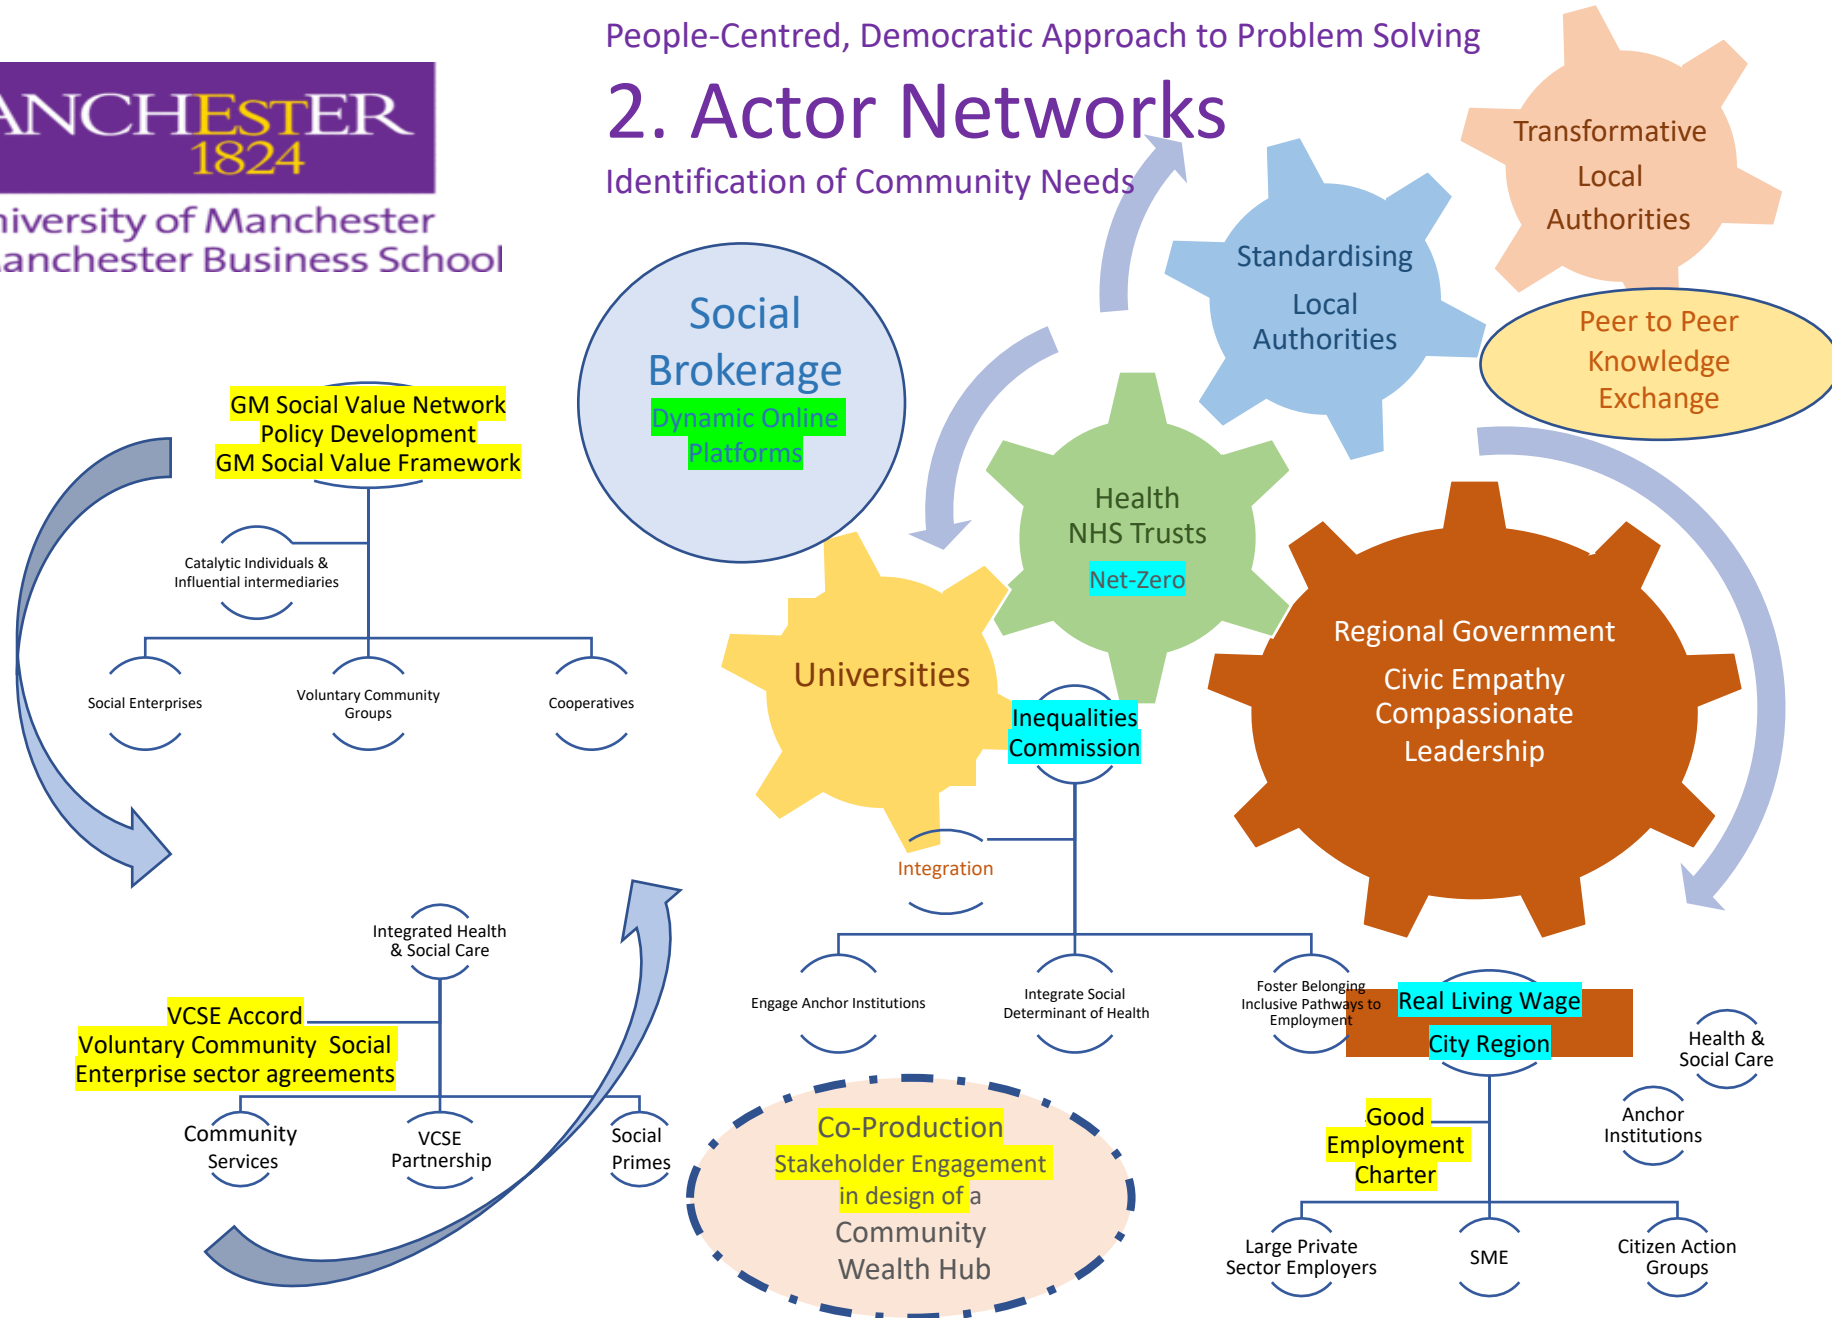 People-Centred, Democratic Approach to Problem Solving
2. Actor Networks
Identification of Community Needs
ANCHESTER
1824
niversity of Manchester
anchester Business School
Transformative
Local
Authorities
Standardising
Local
Authorities
Peer to Peer
Knowledge
Exchange
Social
Brokerage
Dynamic Online
Platforms
GM Social Value Network
Policy Development
GM Social Value Framework
Catalytic Individuals &
Influential intermediaries
Social Enterprises
Voluntary Community
Groups
Cooperatives
Health
NHS Trusts
Net-Zero
Universities
Regional Government
Civic Empathy
Compassionate
Leadership
Inequalities
Commission
Integration
Engage Anchor Institutions
Integrate Social
Determinant of Health
Foster Belonging
Inclusive Pathways to
Employment
Integrated Health
& Social Care
VCSE Accord
Voluntary Community  Social
Enterprise sector agreements
Community
Services
VCSE
Partnership
Social
Primes
Co-Production
Stakeholder Engagement
in design of a
Community
Wealth Hub
Real Living Wage
City Region
Health &
Social Care
Anchor
Institutions
Good
Employment
Charter
Large Private
Sector Employers
SME
Citizen Action
Groups